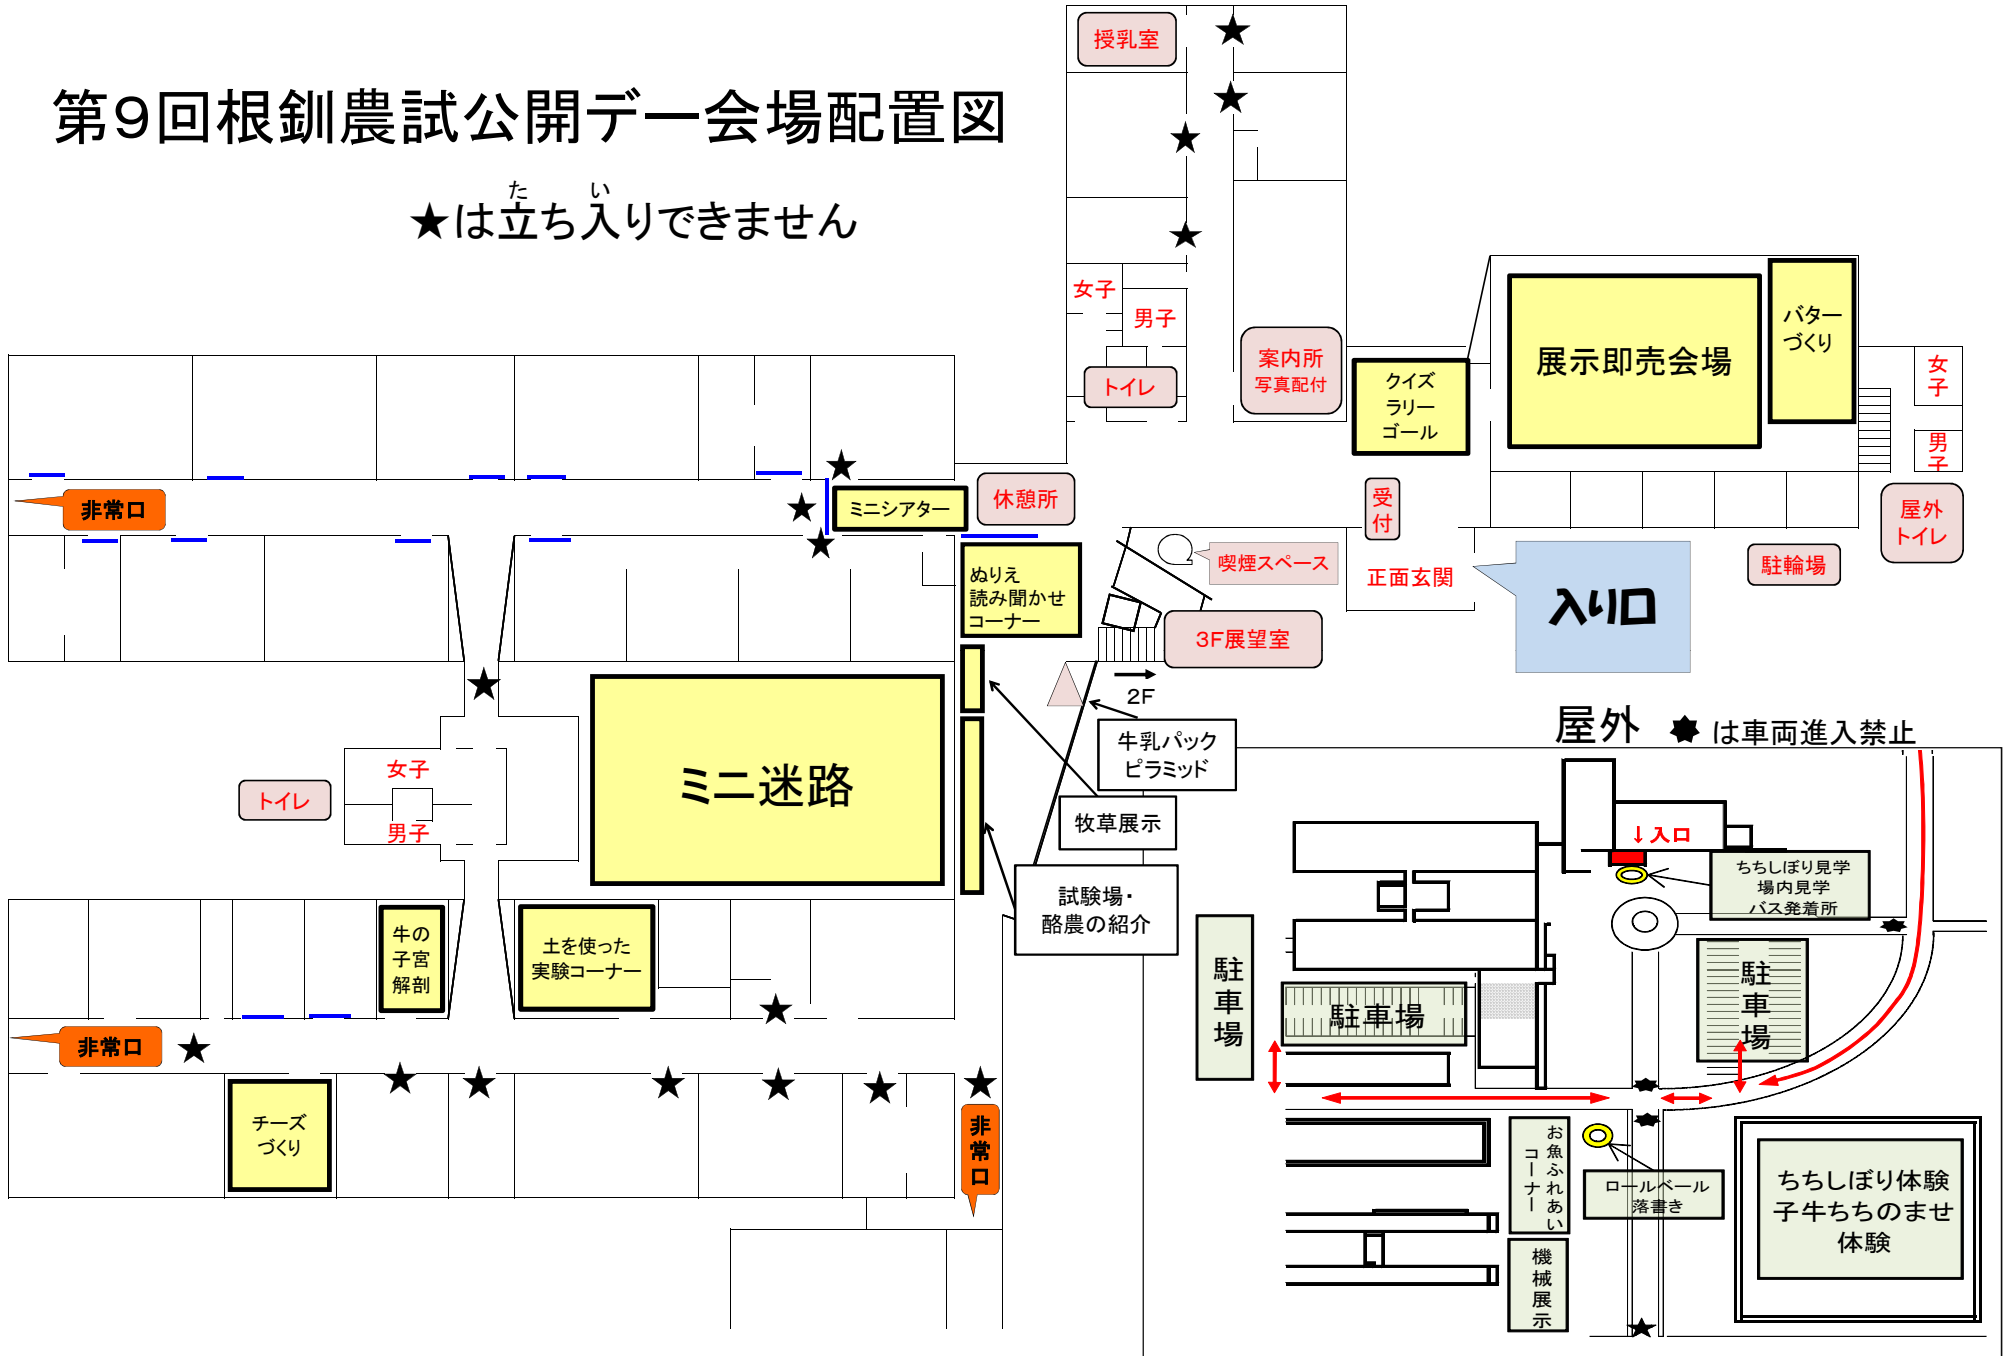 第9回根釧農試公開デー会場配置図
た い
★は立ち入りできません
授乳室
女子
男子
トイレ
案内所
写真配付
クイズ
ラリー
ゴール
展示即売会場
バター
づくり
女子
男子
屋外
トイレ
駐輪場
受付
正面玄関
入り口
喫煙スペース
3F展望室
2F
休憩所
ミニシアター
ぬりえ
読み聞かせ
コーナー
非常口
ミニ迷路
牛乳パック
ピラミッド
牧草展示
試験場・
酪農の紹介
トイレ
女子
男子
牛の
子宮
解剖
土を使った
実験コーナー
非常口
チーズ
づくり
非常口
屋外
は車両進入禁止
↓入口
ちちしぼり見学
場内見学
バス発着所
駐車場
駐車場
駐車場
お魚ふれあい
コーナー
ロールベール
落書き
機械展示
ちちしぼり体験
子牛ちちのませ
体験